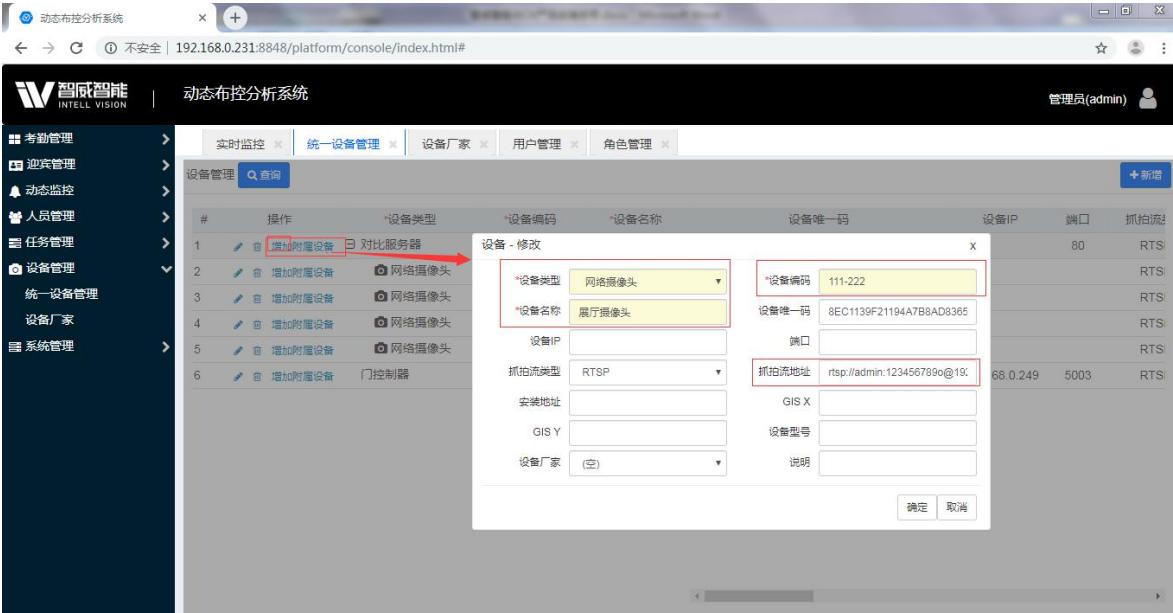 动态布控分析系统
不安全 | 192.168.0.231:8848/platform/console/index.html#
智威智能
INTELL VISION
动态布控分析系统
管理员(admin)
考勤管理
迎宾管理
动态监控
人员管理
任务管理
设备管理
统一设备管理
设备厂家
系统管理
实时监控 统一设备管理 设备厂家 用户管理 角色管理
设备管理 查询 新增
# 操作 *设备类型 *设备编码 *设备名称 设备唯一码 设备IP 端口 抓拍流
1 增加附属设备 对比服务器 80 RTS
2 增加附属设备 网络摄像头 RTS
3 增加附属设备 网络摄像头 RTS
4 增加附属设备 网络摄像头 RTS
5 增加附属设备 网络摄像头 RTS
6 增加附属设备 门控制器 68.0.249 5003 RTS
设备 - 修改 x
*设备类型 网络摄像头 *设备编码 111-222
*设备名称 展厅摄像头 设备唯一码 8EC1139F21194A7B8AD8365
设备IP 端口
抓拍流类型 RTSP 抓拍流地址 rtsp://admin:123456789o@192
安装地址 GIS X
GIS Y 设备型号
设备厂家 (空) 说明
确定 取消